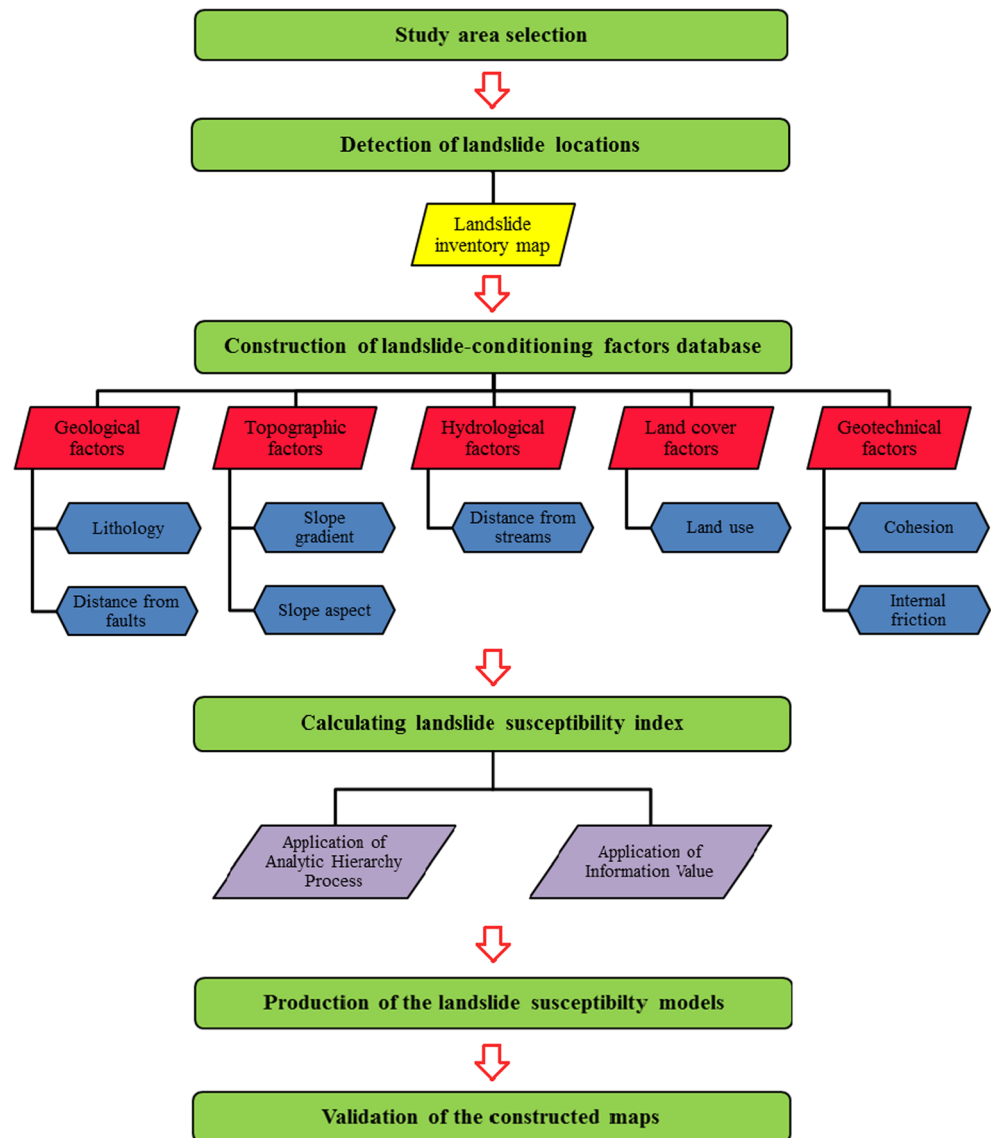 Study area selection
Detection of landslide locations
Landslide
inventory map
Construction of landslide-conditioning factors database
Geological
factors
Topographic
factors
Hydrological
factors
Land cover
factors
Geotechnical
factors
Lithology
Slope
gradient
Distance from
streams
Land use
Cohesion
Distance from
faults
Slope aspect
Internal
friction
Calculating landslide susceptibility index
Application of
Analytic Hierarchy
Process
Application of
Information Value
Production of the landslide susceptibilty models
Validation of the constructed maps